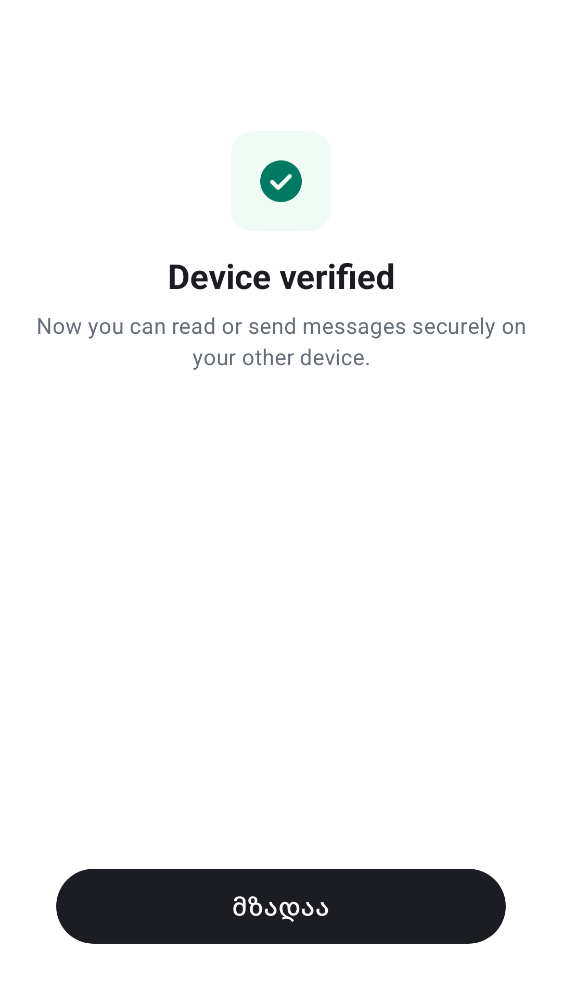 Device verified
Now you can read or send messages securely on
your other device.
მზადაა